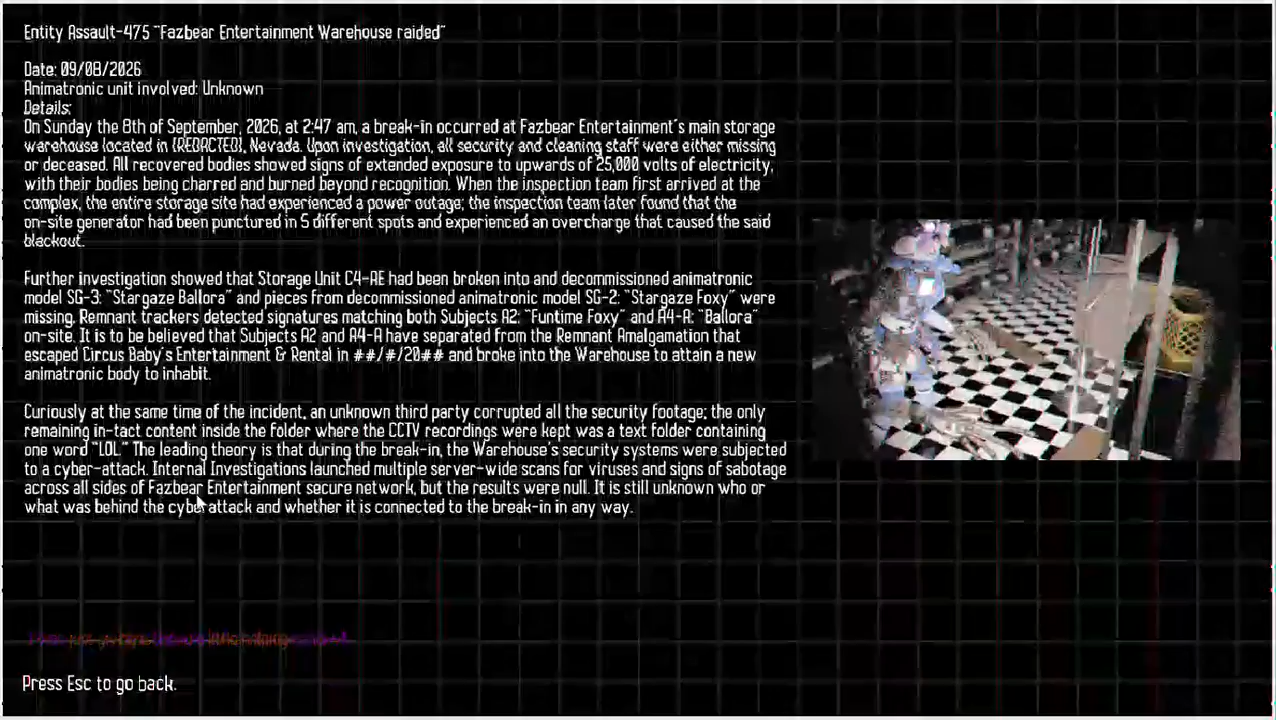 Entity Assault-475 "Fazbear Entertainment Warehouse raided"
Date: 09/08/2026
Animatronic unit involved: Unknown
Details:
On Sunday the 8th of September, 2026, at 2:47 am, a break-in occurred at Fazbear Entertainment's main storage
warehouse located in [REDACTED], Nevada. Upon investigation, all security and cleaning staff were either missing
or deceased. All recovered bodies showed signs of extended exposure to upwards of 25,000 volts of electricity,
with their bodies being charred and burned beyond recognition. When the inspection team first arrived at the
complex, the entire storage site had experienced a power outage; the inspection team later found that the
on-site generator had been punctured in 5 different spots and experienced an overcharge that caused the said
blackout.
Further investigation showed that Storage Unit C4-AE had been broken into and decommissioned animatronic
model SG-3: "Stargaze Ballora" and pieces from decommissioned animatronic model SG-2: "Stargaze Foxy" were
missing. Remnant trackers detected signatures matching both Subjects A2: "Funtime Foxy" and A4-A: "Ballora"
on-site. It is to be believed that Subjects A2 and A4-A have separated from the Remnant Amalgamation that
escaped Circus Baby's Entertainment & Rental in ##/#/20## and broke into the Warehouse to attain a new
animatronic body to inhabit.
Curiously at the same time of the incident, an unknown third party corrupted all the security footage; the only
remaining in-tact content inside the folder where the CCTV recordings were kept was a text folder containing
one word "LOL." The leading theory is that during the break-in, the Warehouse's security systems were subjected
to a cyber-attack. Internal Investigations launched multiple server-wide scans for viruses and signs of sabotage
across all sides of Fazbear Entertainment secure network, but the results were null. It is still unknown who or
what was behind the cyber attack and whether it is connected to the break-in in any way.
Press Esc to go back.